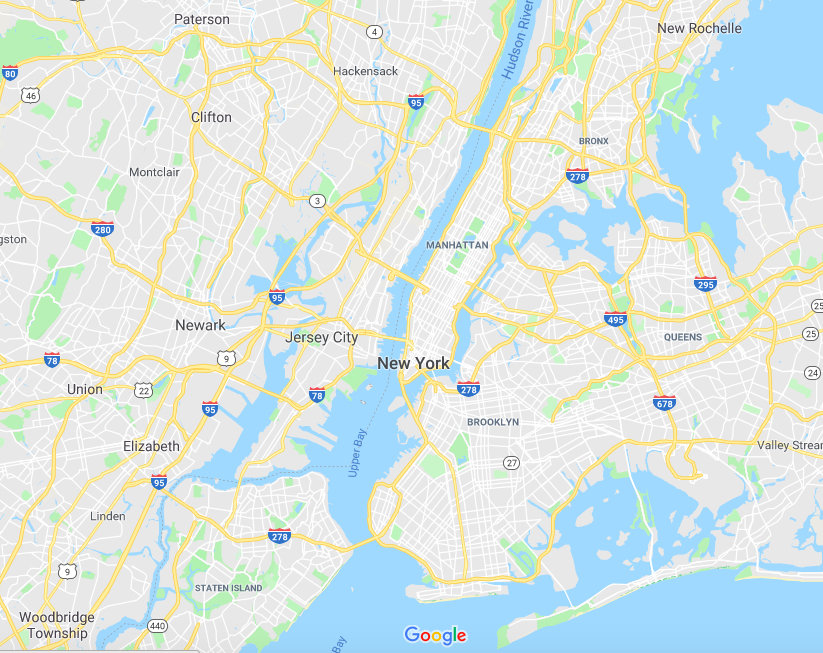 Paterson
4
New Rochelle
Hudson River
Hackensack
80
46
95
Clifton
BRONX
Montclair
278
3
280
gston
MANHATTAN
295
95
495
25
Newark
Jersey City
QUEENS
25
9
78
New York
24
Union
22
278
78
678
95
BROOKLYN
Upper Bay
Elizabeth
Valley Strea
27
95
Linden
278
9
STATEN ISLAND
Woodbridge
Township
440
Google
Bay